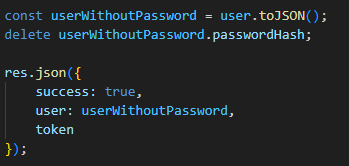 const userWithoutPassword = user.toJSON();
delete userWithoutPassword.passwordHash;

res.json({
    success: true,
    user: userWithoutPassword,
    token
});